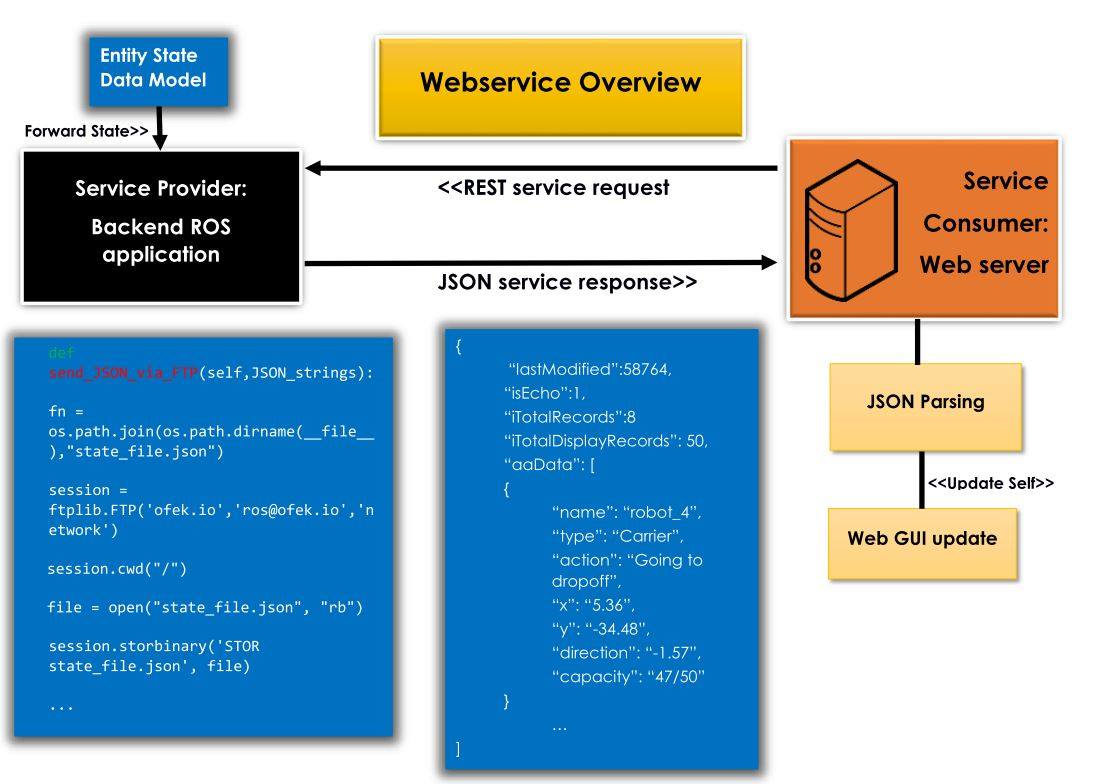 Entity State
Data Model
Webservice Overview
Forward State>>
Service Provider:
Backend ROS
application
<<REST service request
JSON service response>>
Service
Consumer:
Web server
def
send_JSON_via_FTP(self,JSON_strings):
fn =
os.path.join(os.path.dirname(__file__
),"state_file.json")
session =
ftplib.FTP('ofek.io','ros@ofek.io','n
etwork')
session.cwd("/")
file = open("state_file.json", "rb")
session.storbinary('STOR
state_file.json', file)
...
{
“lastModified”:58764,
“isEcho”:1,
“iTotalRecords”:8
“iTotalDisplayRecords”: 50,
“aaData”: [
{
“name”: “robot_4”,
“type”: “Carrier”,
“action”: “Going to
dropoff”,
“x”: “5.36”,
“y”: “-34.48”,
“direction”: “-1.57”,
“capacity”: “47/50”
}
…
]
JSON Parsing
<<Update Self>>
Web GUI update